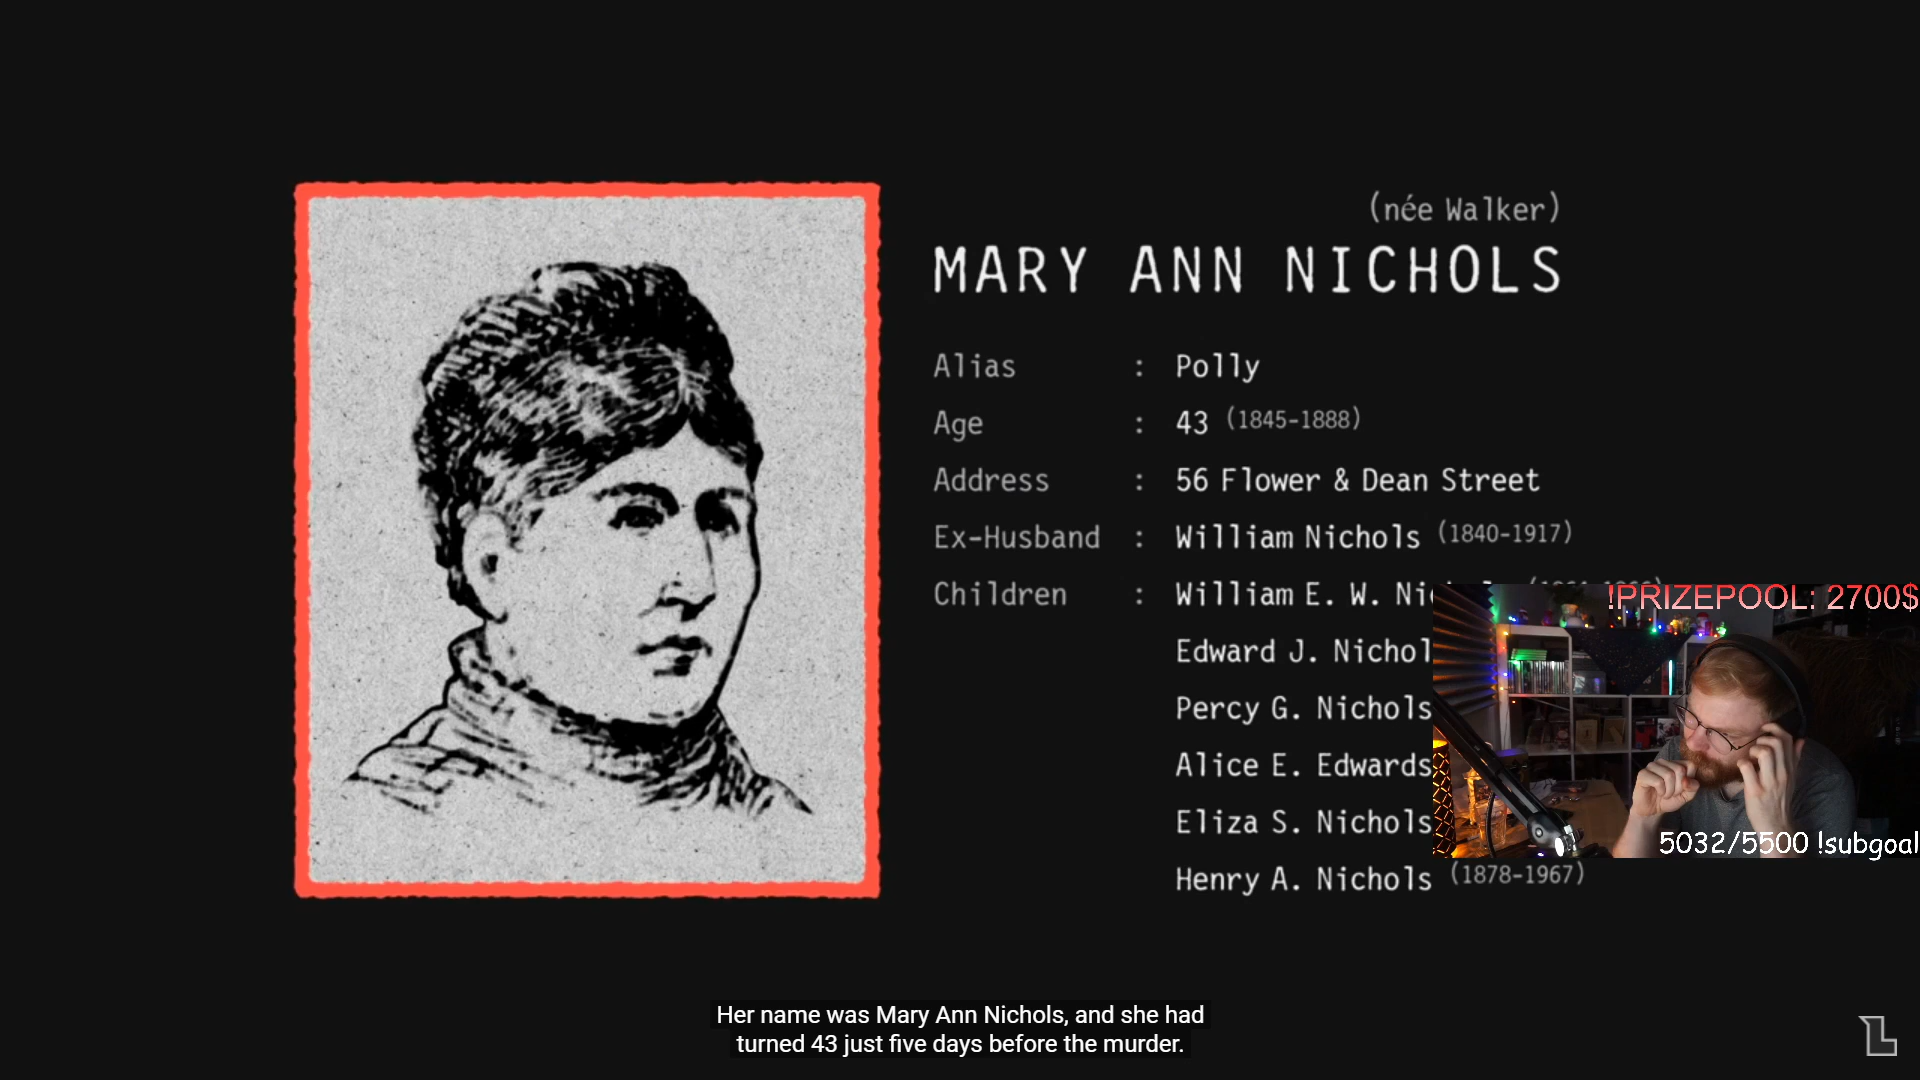 (née Walker)
MARY ANN NICHOLS
Alias : Polly
Age : 43 (1845-1888)
Address : 56 Flower & Dean Street
Ex-Husband : William Nichols (1840-1917)
Children : William E. W.
Edward J.
Percy G. Nichols
Alice E. Edwards
Eliza S. Nichols
Henry A. Nichols (1878-1967)
!PRIZEPOOL: 2700$
5032/5500 !subgoal
Her name was Mary Ann Nichols, and she had
turned 43 just five days before the murder.